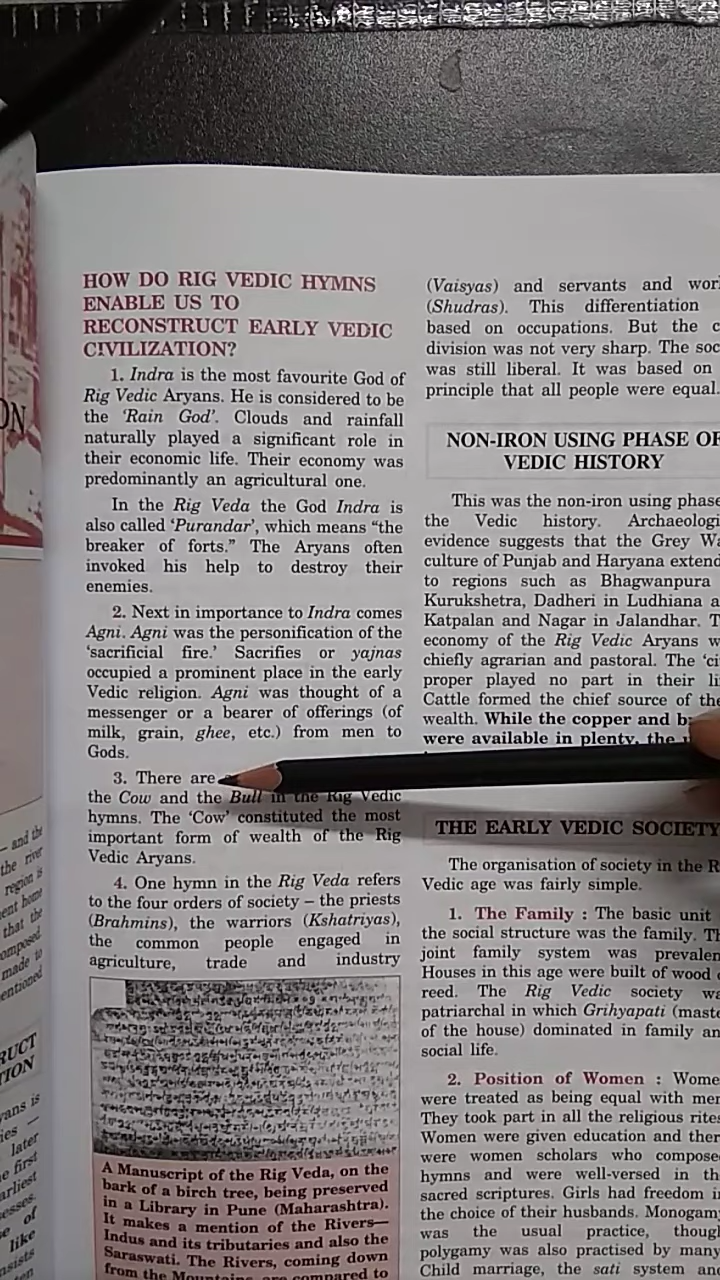 HOW DO RIG VEDIC HYMNS
ENABLE US TO
RECONSTRUCT EARLY VEDIC
CIVILIZATION?
1. Indra is the most favourite God of
Rig Vedic Aryans. He is considered to be
the 'Rain God'. Clouds and rainfall
naturally played a significant role in
their economic life. Their economy was
predominantly an agricultural one.
In the Rig Veda the God Indra is
also called 'Purandar', which means "the
breaker of forts." The Aryans often
invoked his help to destroy their
enemies.
2. Next in importance to Indra comes
Agni. Agni was the personification of the
'sacrificial fire.' Sacrifies or yajnas
occupied a prominent place in the early
Vedic religion. Agni was thought of a
messenger or a bearer of offerings (of
milk, grain, ghee, etc.) from men to
Gods.
3. There are
the Cow and the Bull in the Rig Vedic
hymns. The 'Cow' constituted the most
important form of wealth of the Rig
Vedic Aryans.
4. One hymn in the Rig Veda refers
to the four orders of society – the priests
(Brahmins), the warriors (Kshatriyas),
the common people engaged in
agriculture, trade and industry
A Manuscript of the Rig Veda, on the
bark of a birch tree, being preserved
in a Library in Pune (Maharashtra).
It makes a mention of the Rivers—
Indus and its tributaries and also the
Saraswati. The Rivers, coming down
from the Mountains, are compared to
(Vaisyas) and servants and
(Shudras). This differentiation
based on occupations. But the
division was not very sharp. The
was still liberal. It was based on
principle that all people were equal.
NON-IRON USING PHASE OF
VEDIC HISTORY
This was the non-iron using phase
the Vedic history.
evidence suggests that the Grey
culture of Punjab and Haryana
to regions such as Bhagwanpura
Kurukshetra, Dadheri in Ludhiana
Katpalan and Nagar in Jalandhar.
economy of the Rig Vedic Aryans
chiefly agrarian and pastoral. The
proper played no part in their
Cattle formed the chief source of
wealth. While the copper and
were available in plenty, the
THE EARLY VEDIC SOCIETY
The organisation of society in the
Vedic age was fairly simple.
1. The Family : The basic unit
the social structure was the family.
joint family system was
Houses in this age were built of wood
reed. The Rig Vedic society
patriarchal in which Grihyapati
of the house) dominated in family
social life.
2. Position of Women :
were treated as being equal with
They took part in all the religious
Women were given education and
were women scholars who
hymns and were well-versed in
sacred scriptures. Girls had freedom
the choice of their husbands.
was the usual practice,
polygamy was also practised by many
Child marriage, the sati system